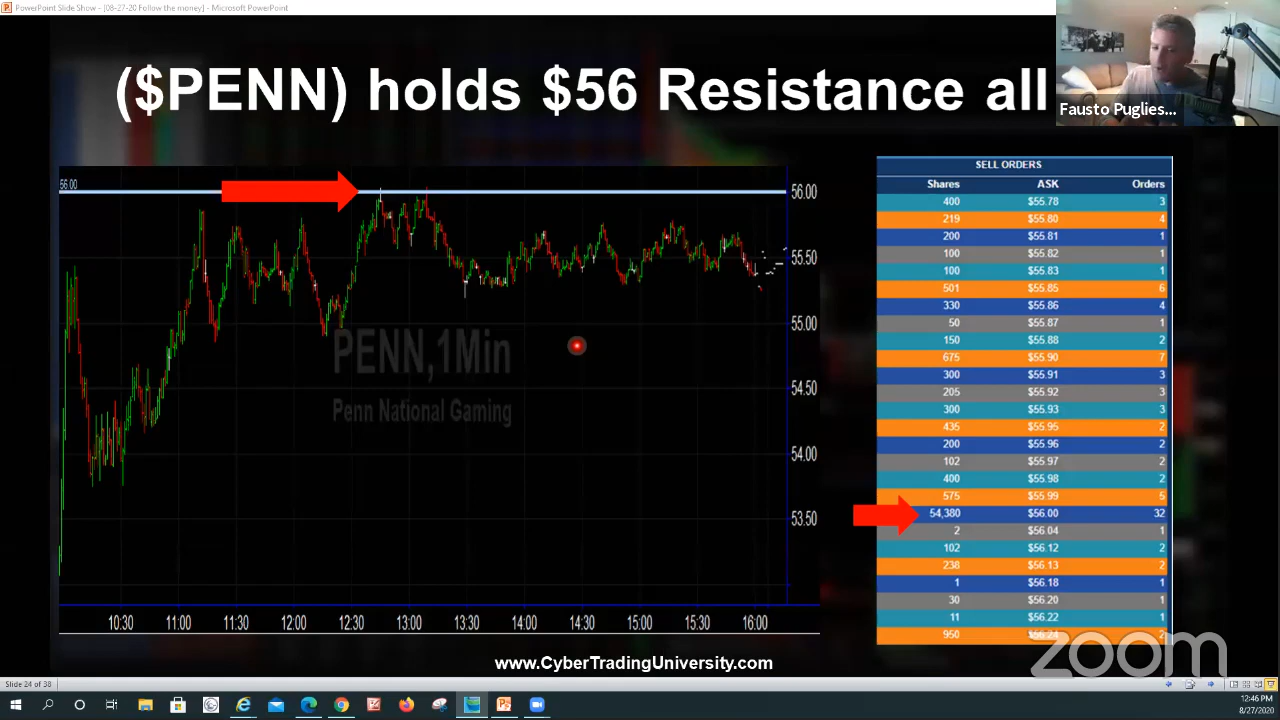 PowerPoint Slide Show - [08-27-20 Follow the money] - Microsoft PowerPoint
($PENN) holds $56 Resistance all
Fausto Puglies...
56.00
56.00
55.50
55.00
54.50
54.00
53.50
PENN,1Min
Penn National Gaming
10:30 11:00 11:30 12:00 12:30 13:00 13:30 14:00 14:30 15:00 15:30 16:00
SELL ORDERS
Shares ASK Orders
400 $55.78 3
219 $55.80 4
200 $55.81 1
100 $55.82 1
100 $55.83 1
501 $55.85 6
330 $55.86 4
50 $55.87 1
150 $55.88 2
675 $55.90 7
300 $55.91 3
205 $55.92 3
300 $55.93 3
435 $55.95 2
200 $55.96 2
102 $55.97 2
400 $55.98 2
575 $55.99 5
54,380 $56.00 32
2 $56.04 1
102 $56.12 2
238 $56.13 2
1 $56.18 1
30 $56.20 1
11 $56.22 1
950 $56.24 2
zoom
www.CyberTradingUniversity.com
Slide 24 of 38
12:46 PM
8/27/2020